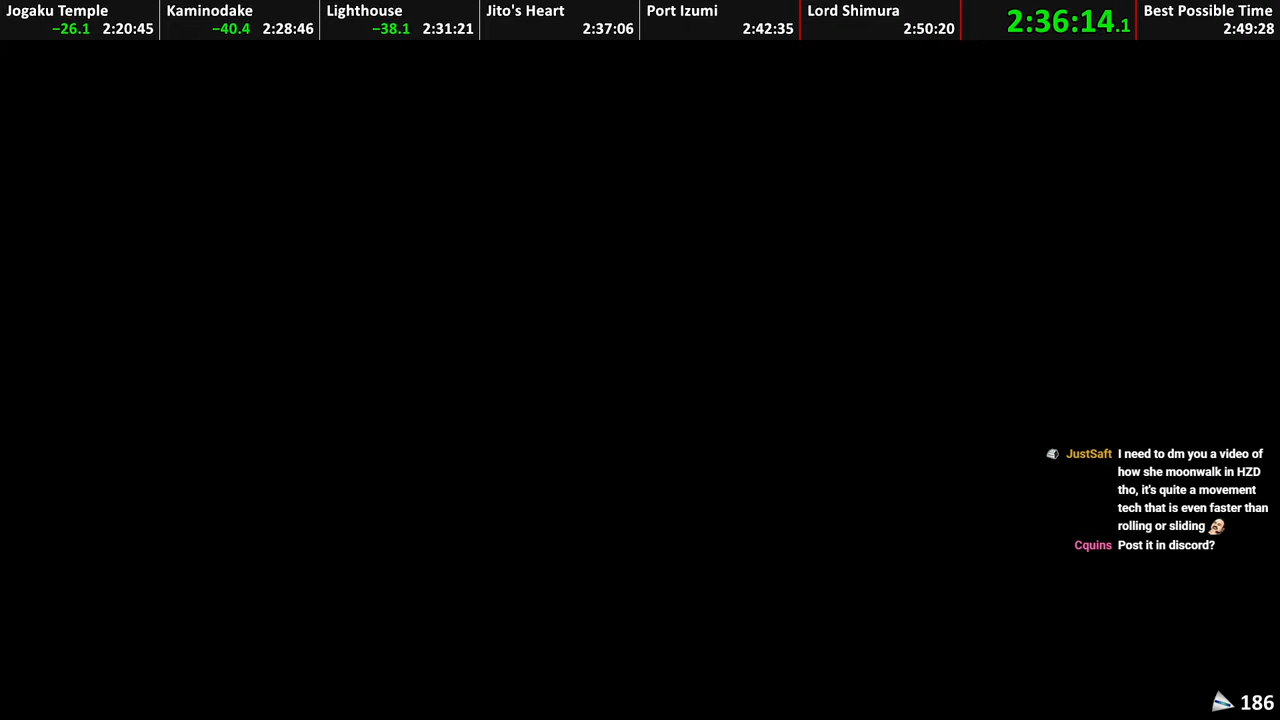 Jogaku Temple
−26.1 2:20:45
Kaminodake
−40.4 2:28:46
Lighthouse
−38.1 2:31:21
Jito's Heart
2:37:06
Port Izumi
2:42:35
Lord Shimura
2:50:20
2:36:14.1
Best Possible Time
2:49:28
JustSaft I need to dm you a video of
how she moonwalk in HZD
tho, it's quite a movement
tech that is even faster than
rolling or sliding
Cquins Post it in discord?
186